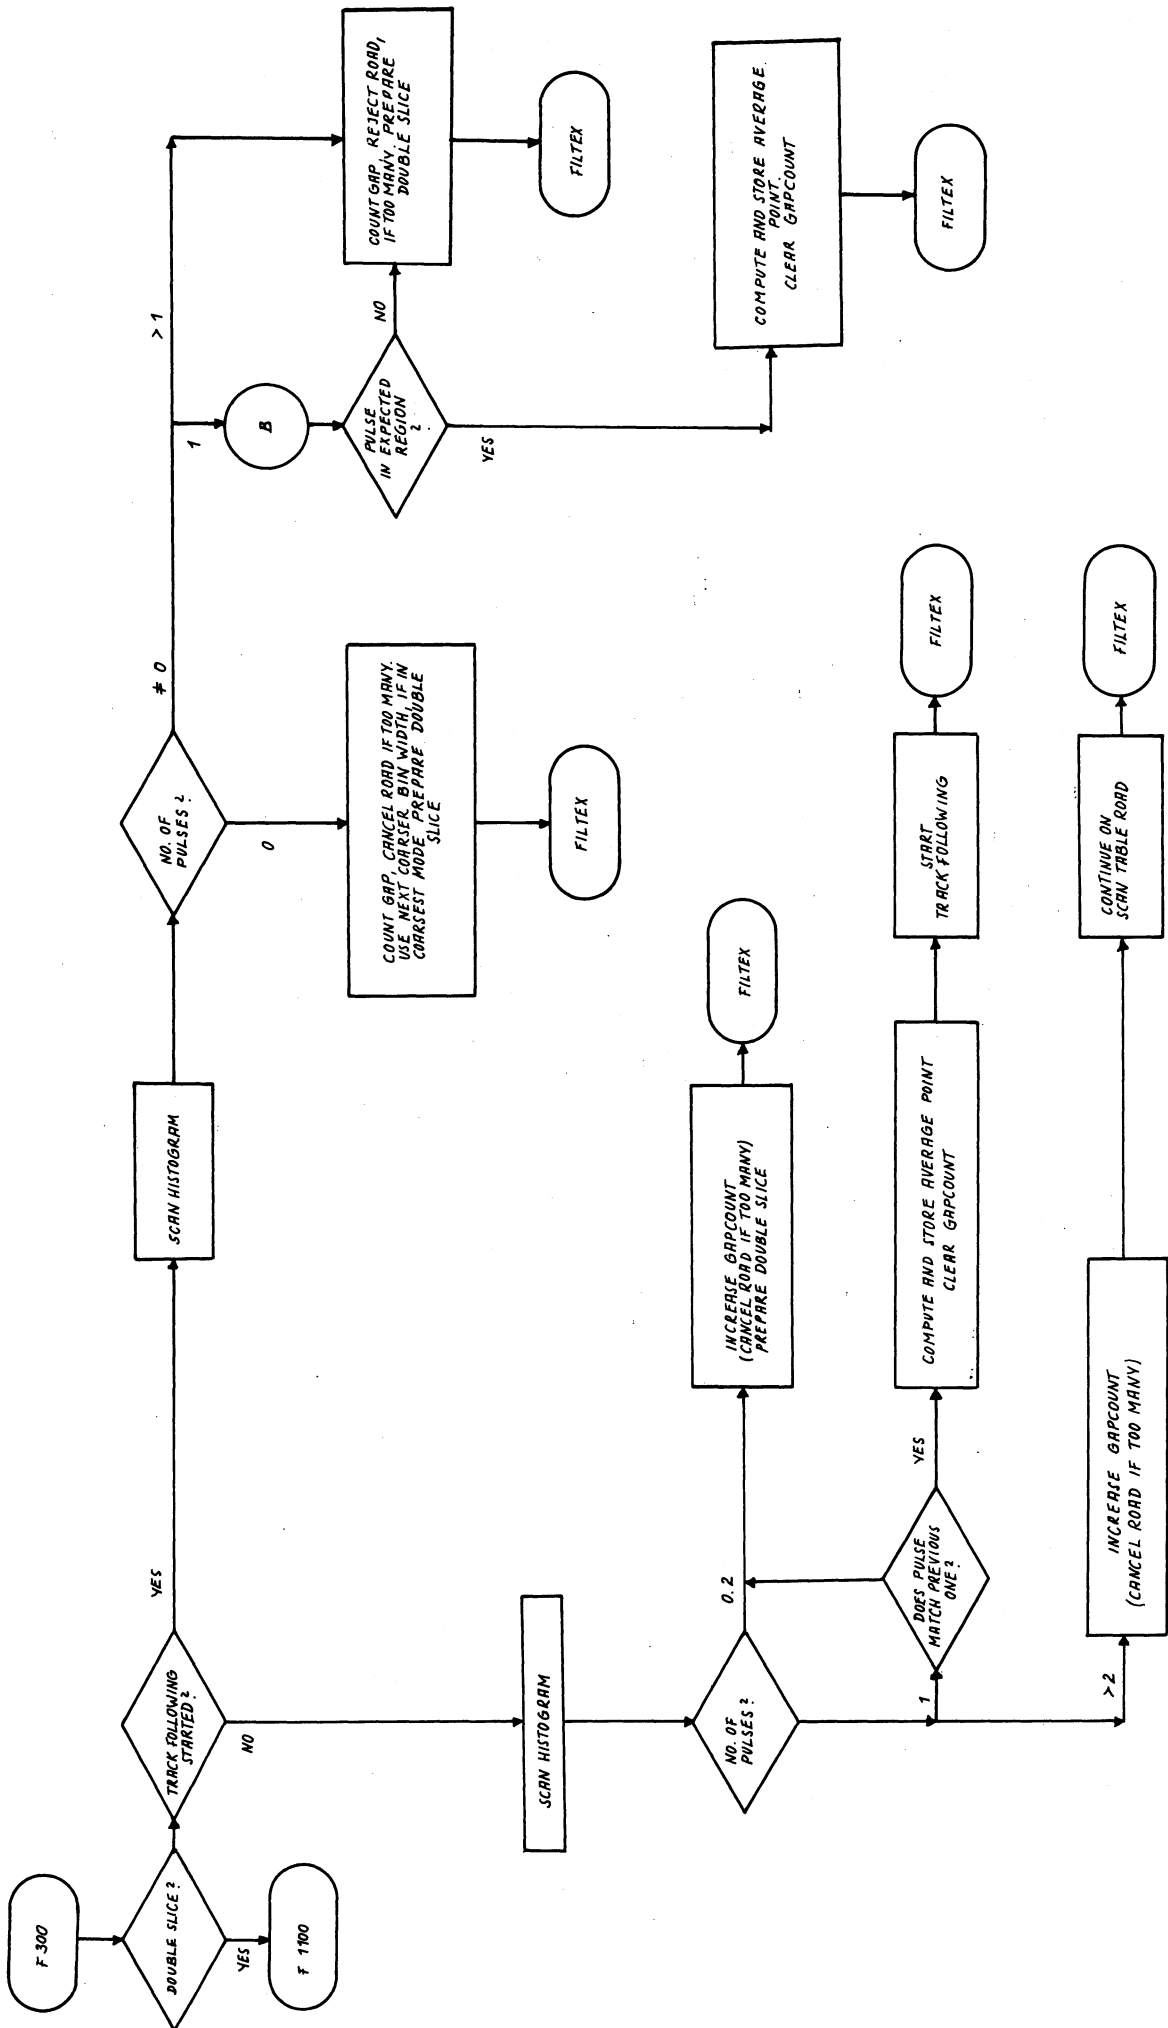 F 300
DOUBLE SLICE ?
YES
F 1100
TRACK FOLLOWING
STARTED ?
YES
NO
SCAN HISTOGRAM
NO. OF
PULSES ?
≠ 0
0
COUNT GAP, CANCEL ROAD IF TOO MANY.
USE NEXT COARSER BIN WIDTH, IF IN
COARSEST MODE PREPARE DOUBLE
SLICE
FILTEX
1
> 1
B
PULSE
IN EXPECTED
REGION
?
NO
YES
COUNT GAP, REJECT ROAD,
IF TOO MANY, PREPARE
DOUBLE SLICE
FILTEX
COMPUTE AND STORE AVERAGE.
POINT.
CLEAR GAPCOUNT
FILTEX
SCAN HISTOGRAM
NO. OF
PULSES ?
0.2
INCREASE GAPCOUNT
(CANCEL ROAD IF TOO MANY)
PREPARE DOUBLE SLICE
FILTEX
1
DOES PULSE
MATCH PREVIOUS
ONE ?
YES
COMPUTE AND STORE AVERAGE POINT
CLEAR GAPCOUNT
START
TRACK FOLLOWING
FILTEX
>2
INCREASE GAPCOUNT
(CANCEL ROAD IF TOO MANY)
CONTINUE ON
SCAN TABLE ROAD
FILTEX